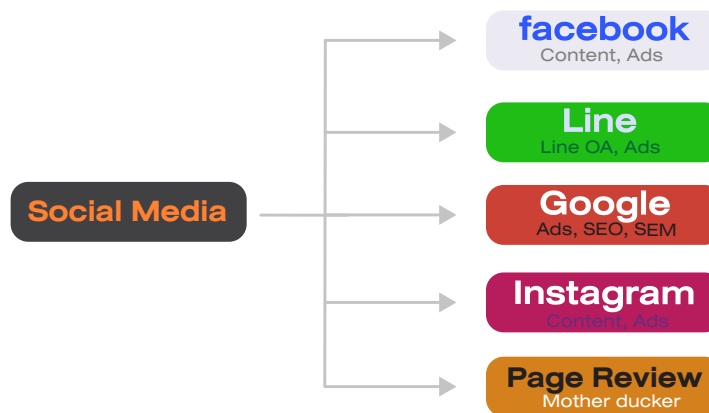 Social Media
facebook
Content, Ads
Line
Line OA, Ads
Google
Ads, SEO, SEM
Instagram
Content, Ads
Page Review
Mother ducker